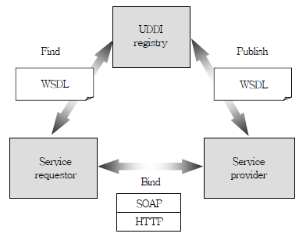 UDDI
registry
Find
Publish
WSDL
WSDL
Service
requestor
Service
provider
Bind
SOAP
HTTP